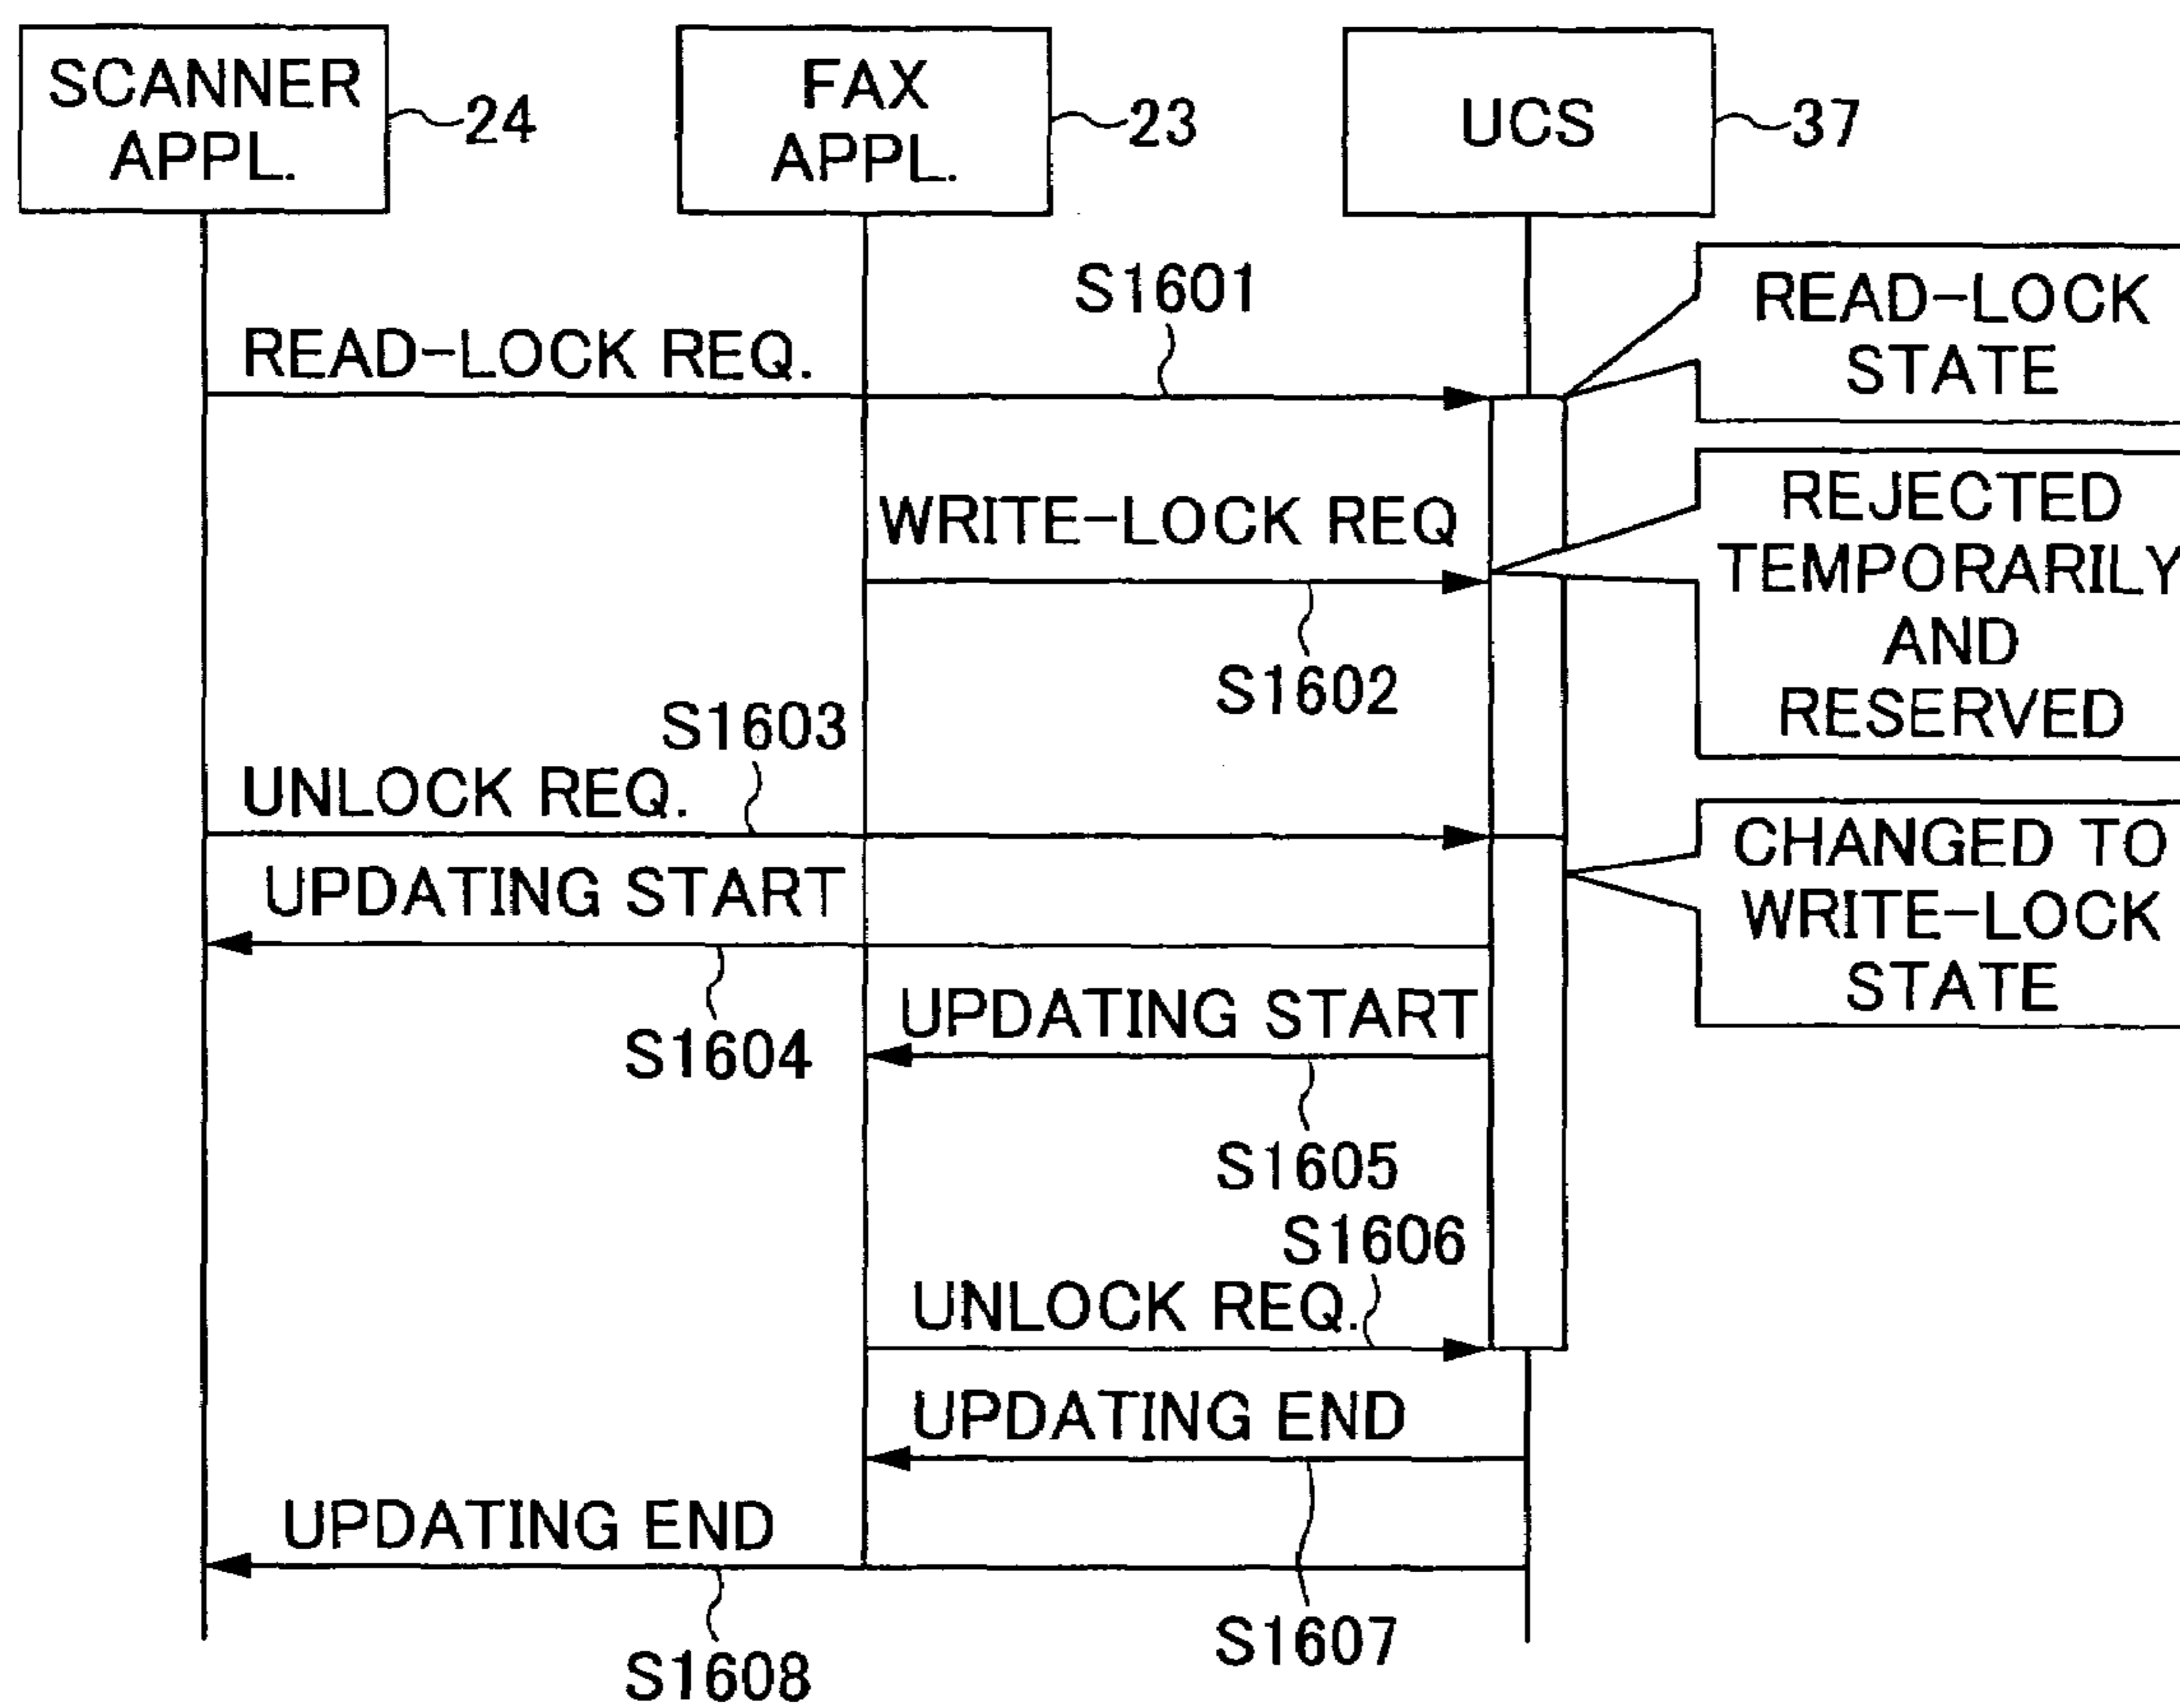 SCANNER
APPL.
24
FAX
APPL.
23
UCS
37
S1601
READ-LOCK REQ.
READ-LOCK
STATE
WRITE-LOCK REQ
S1602
REJECTED
TEMPORARILY
AND
RESERVED
S1603
UNLOCK REQ.
CHANGED TO
WRITE-LOCK
STATE
UPDATING START
S1604
UPDATING START
S1605
S1606
UNLOCK REQ.
UPDATING END
S1607
UPDATING END
S1608